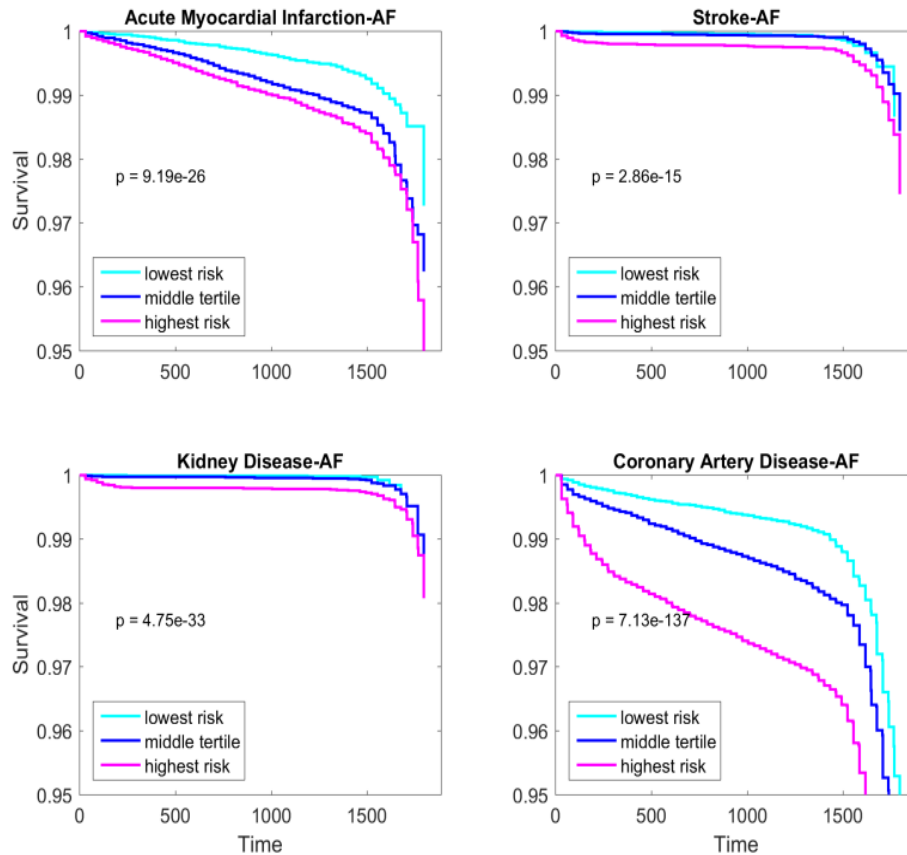 Acute Myocardial Infarction-AF
1
0.99
0.98
0.97
0.96
0.95
Survival
p = 9.19e-26
lowest risk
middle tertile
highest risk
0
500
1000
1500
Stroke-AF
1
0.99
0.98
0.97
0.96
0.95
p = 2.86e-15
lowest risk
middle tertile
highest risk
0
500
1000
1500
Kidney Disease-AF
1
0.99
0.98
0.97
0.96
0.95
Survival
p = 4.75e-33
lowest risk
middle tertile
highest risk
0
500
1000
1500
Time
Coronary Artery Disease-AF
1
0.99
0.98
0.97
0.96
0.95
p = 7.13e-137
lowest risk
middle tertile
highest risk
0
500
1000
1500
Time